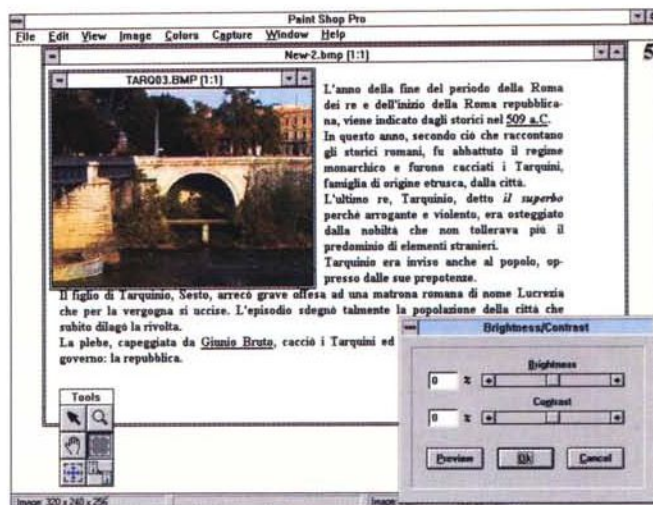 Paint Shop Pro
File Edit View Image Colors Capture Window Help
New-2.bmp [1:1]
5
TARQ03.BMP [1:1]
L'anno della fine del periodo della Roma
dei re e dell'inizio della Roma repubblica-
na, viene indicato dagli storici nel 509 a.C.
In questo anno, secondo ciò che raccontano
gli storici romani, fu abbattuto il regime
monarchico e furono cacciati i Tarquini,
famiglia di origine etrusca, dalla città.
L'ultimo re, Tarquinio, detto il superbo
perchè arrogante e violento, era osteggiato
dalla nobiltà che non tollerava più il
predominio di elementi stranieri.
Tarquinio era inviso anche al popolo, op-
presso dalle sue prepotenze.
Il figlio di Tarquinio, Sesto, arrecò grave offesa ad una matrona romana di nome Lucrezia
che per la vergogna si uccise. L'episodio sdegnò talmente la popolazione della città che
subito dilagò la rivolta.
La plebe, capeggiata da Giunio Bruto, cacciò i Tarquini ed
governo: la repubblica.
Brightness/Contrast
Brightness
0 %
Contrast
0 %
Preview Ok Cancel
Tools
Image: 320 x 240 x 256
Image: